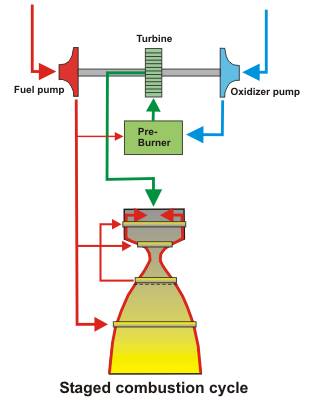 Turbine
Fuel pump
Oxidizer pump
Pre-
Burner
Staged combustion cycle